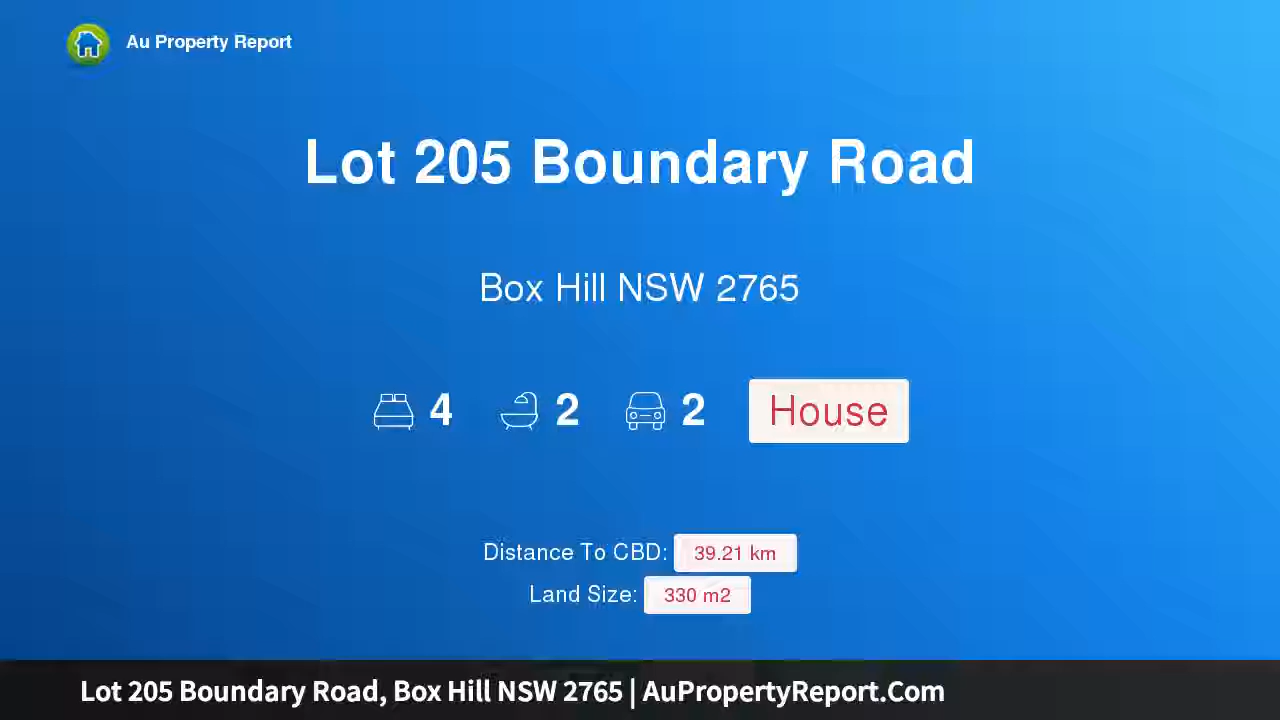 Au Property Report
Lot 205 Boundary Road
Box Hill NSW 2765
4 2 2 House
Distance To CBD: 39.21 km
Land Size: 330 m2
Lot 205 Boundary Road, Box Hill NSW 2765 | AuPropertyReport.Com